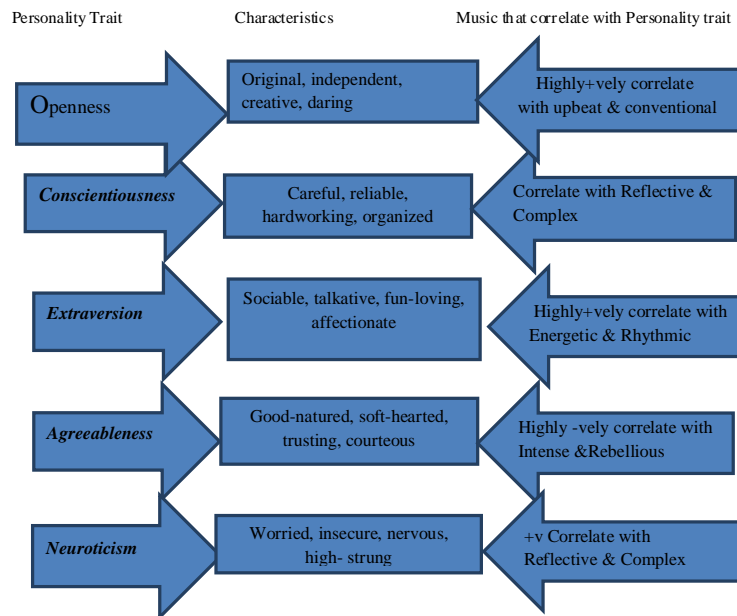 Personality Trait
Characteristics
Music that correlate with Personality trait
Openness
Original, independent,
creative, daring
Highly+vely correlate
with upbeat & conventional
Conscientiousness
Careful, reliable,
hardworking, organized
Correlate with Reflective &
Complex
Extraversion
Sociable, talkative, fun-loving,
affectionate
Highly+vely correlate with
Energetic & Rhythmic
Agreeableness
Good-natured, soft-hearted,
trusting, courteous
Highly -vely correlate with
Intense &Rebellious
Neuroticism
Worried, insecure, nervous,
high- strung
+v Correlate with
Reflective & Complex